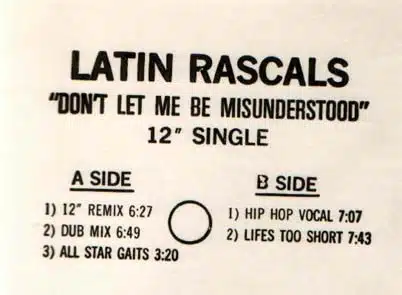 LATIN RASCALS
"DON'T LET ME BE MISUNDERSTOOD"
12" SINGLE
A SIDE
1) 12" REMIX 6:27
2) DUB MIX 6:49
3) ALL STAR GAITS 3:20
B SIDE
1) HIP HOP VOCAL 7:07
2) LIFES TOO SHORT 7:43